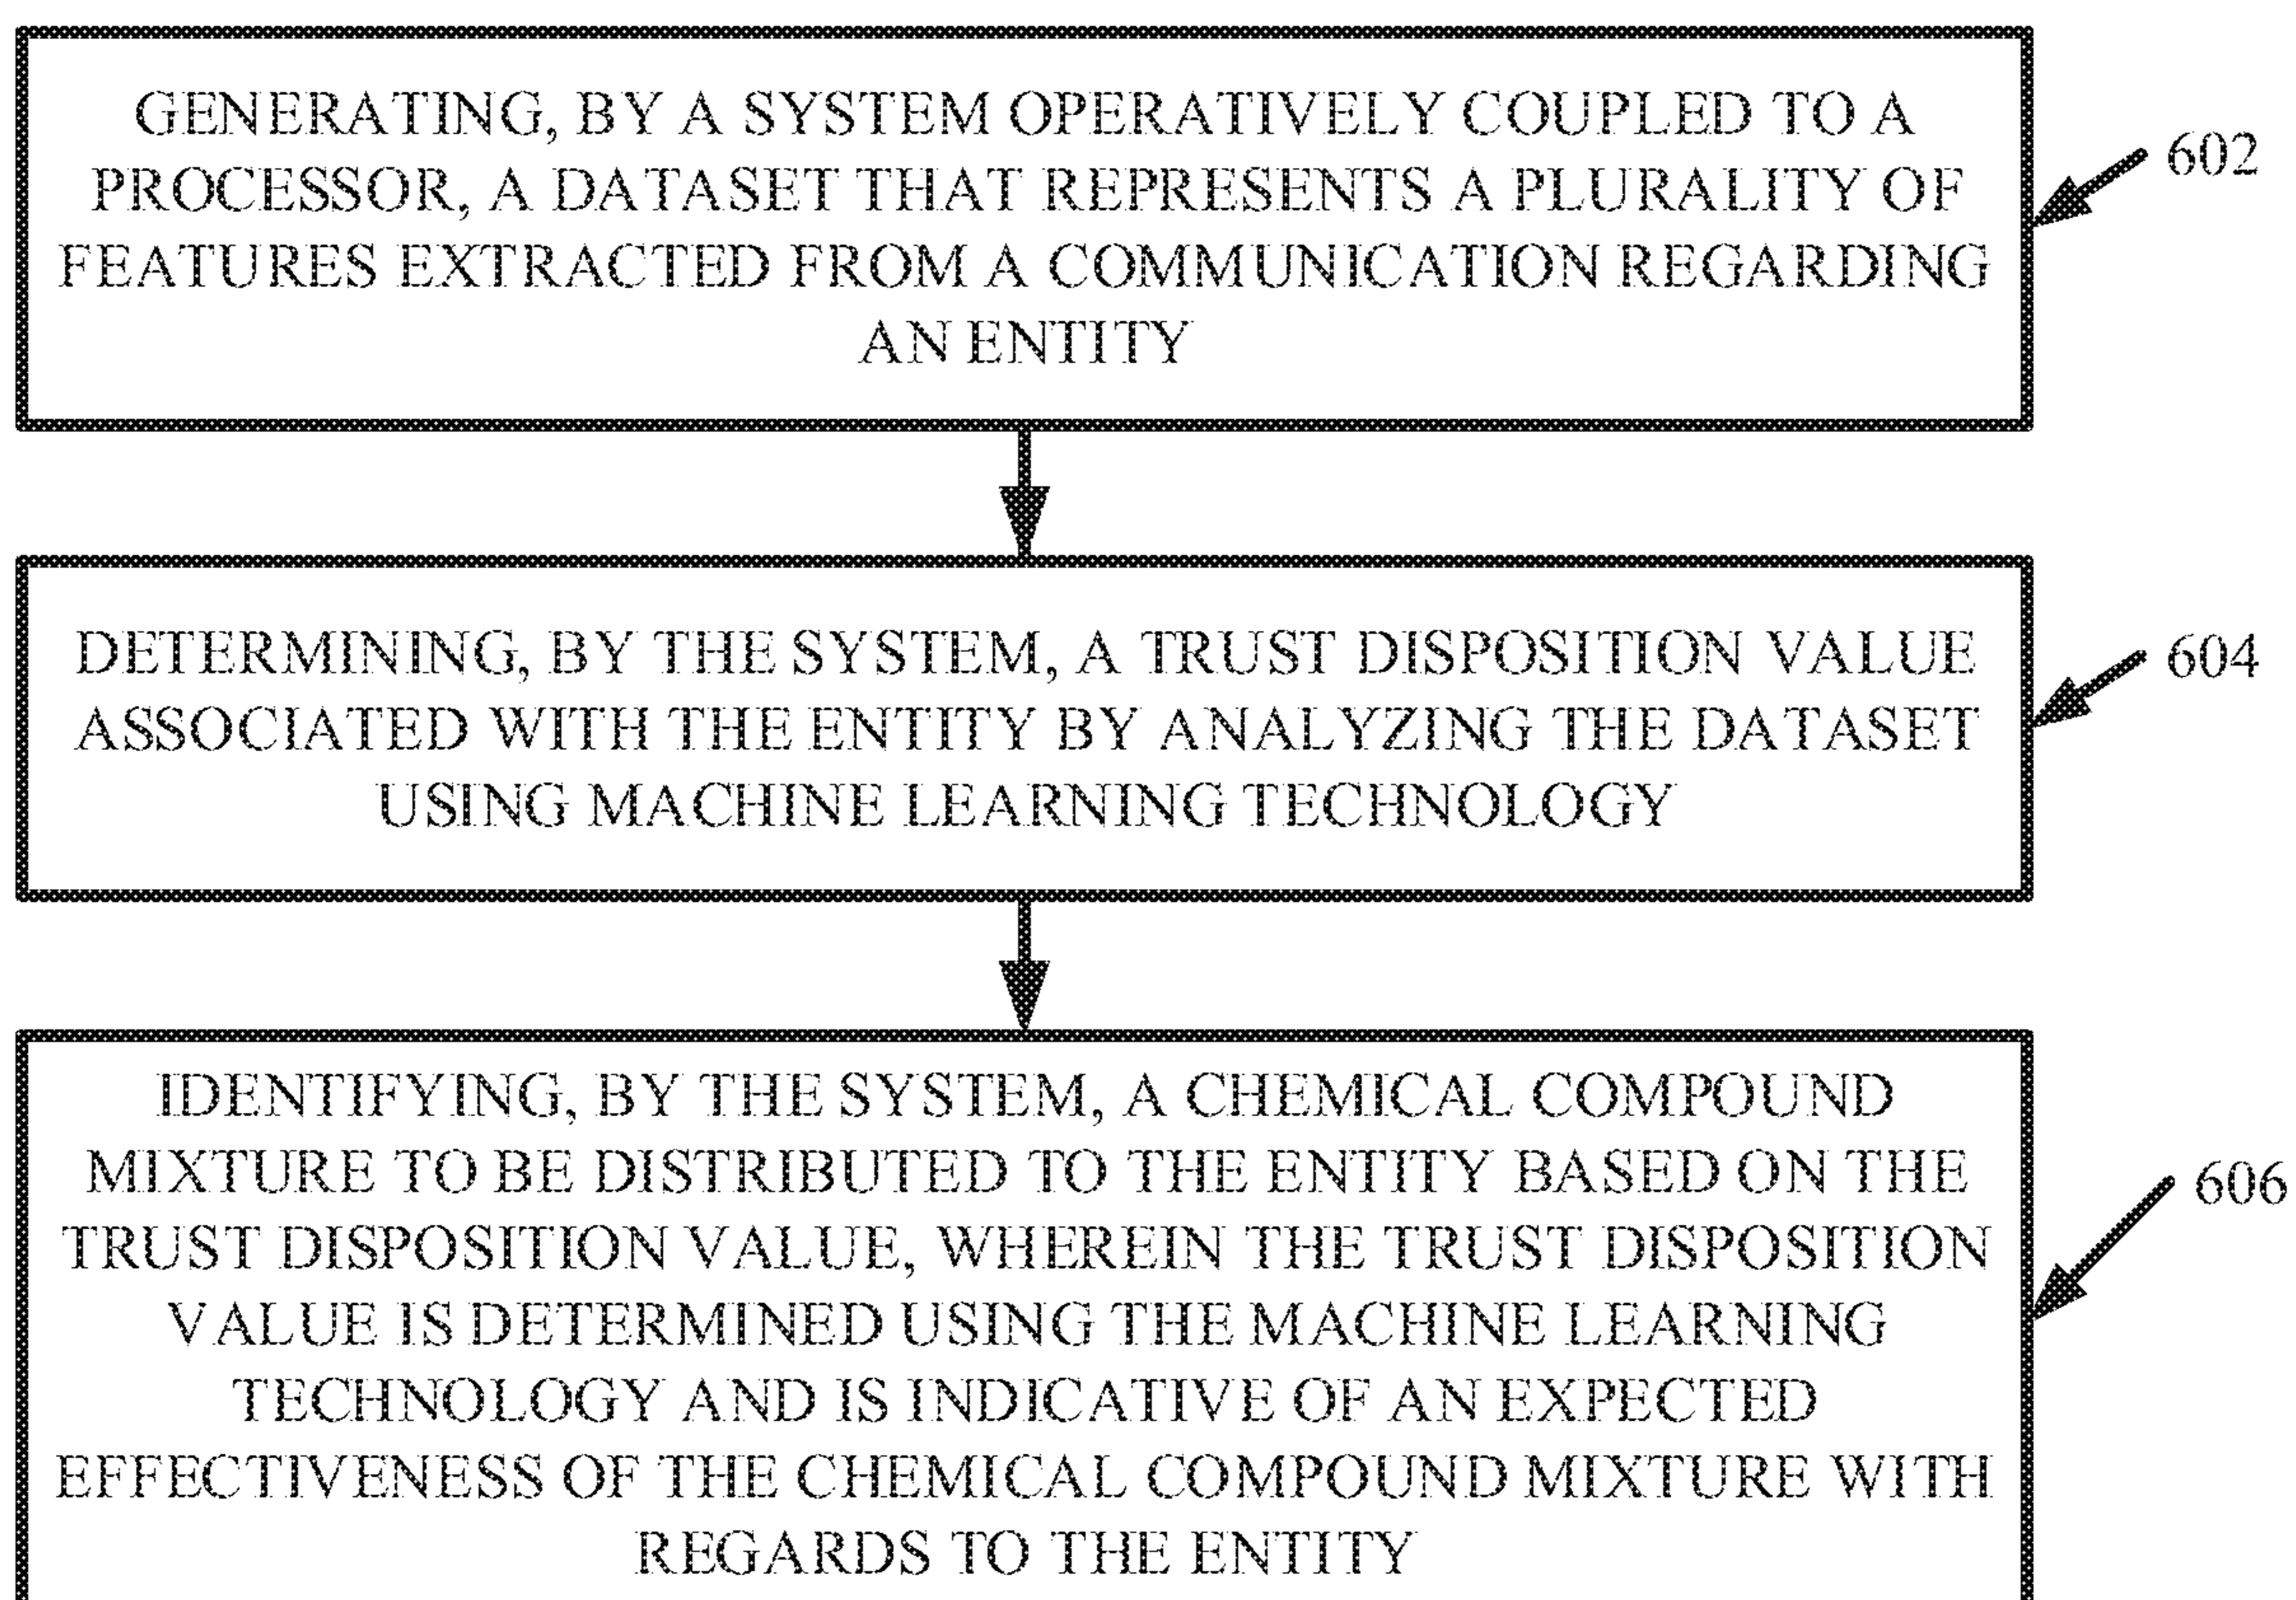 GENERATING, BY A SYSTEM OPERATIVELY COUPLED TO A
PROCESSOR, A DATASET THAT REPRESENTS A PLURALITY OF
FEATURES EXTRACTED FROM A COMMUNICATION REGARDING
AN ENTITY
602
DETERMINING, BY THE SYSTEM, A TRUST DISPOSITION VALUE
ASSOCIATED WITH THE ENTITY BY ANALYZING THE DATASET
USING MACHINE LEARNING TECHNOLOGY
604
IDENTIFYING, BY THE SYSTEM, A CHEMICAL COMPOUND
MIXTURE TO BE DISTRIBUTED TO THE ENTITY BASED ON THE
TRUST DISPOSITION VALUE, WHEREIN THE TRUST DISPOSITION
VALUE IS DETERMINED USING THE MACHINE LEARNING
TECHNOLOGY AND IS INDICATIVE OF AN EXPECTED
EFFECTIVENESS OF THE CHEMICAL COMPOUND MIXTURE WITH
REGARDS TO THE ENTITY
606